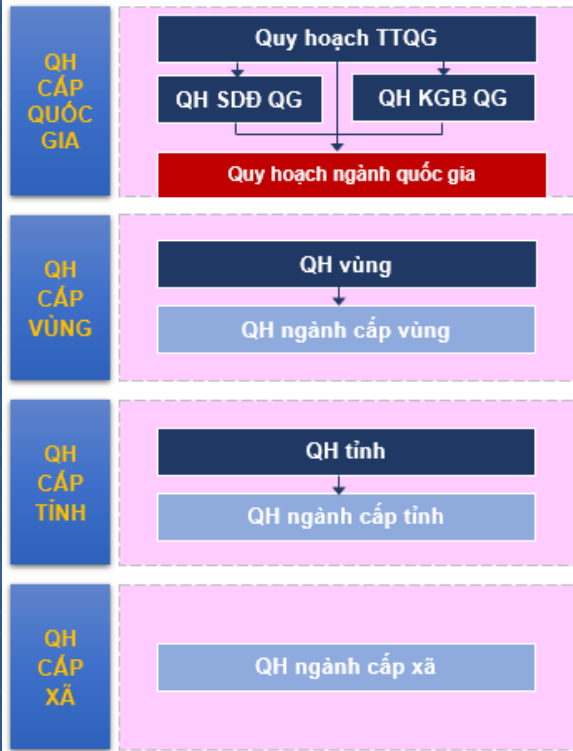 QH
CẤP
QUỐC
GIA
Quy hoạch TTQG
QH SDĐ QG
QH KGB QG
Quy hoạch ngành quốc gia
QH
CẤP
VÙNG
QH vùng
QH ngành cấp vùng
QH
CẤP
TỈNH
QH tỉnh
QH ngành cấp tỉnh
QH
CẤP
XÃ
QH ngành cấp xã